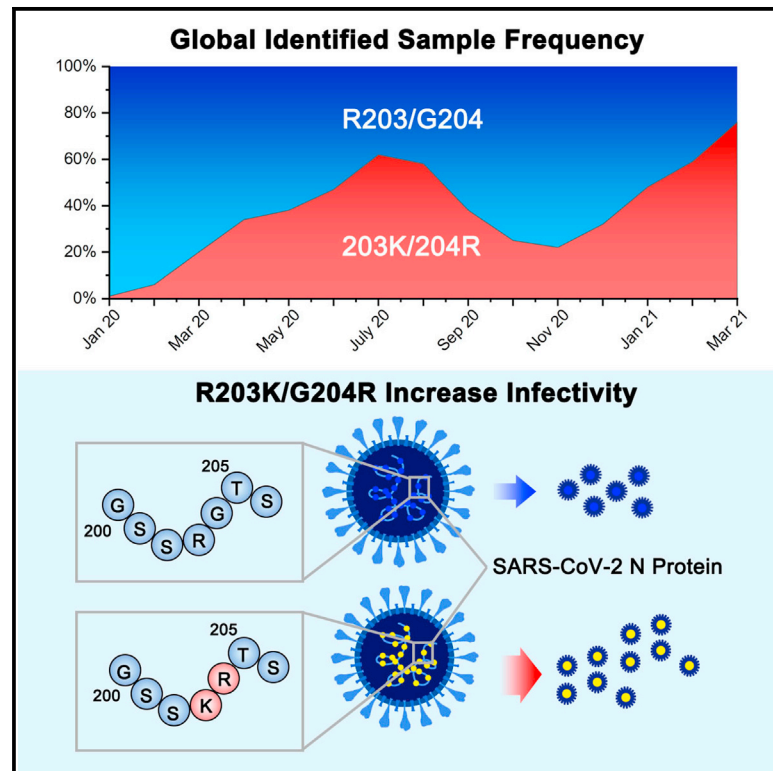 Global Identified Sample Frequency
100%
80%
60%
40%
20%
0%
R203/G204
203K/204R
Jan 20
Mar 20
May 20
July 20
Sep 20
Nov 20
Jan 21
Mar 21
R203K/G204R Increase Infectivity
205
G S S R G T S
200
SARS-CoV-2 N Protein
205
G S S K R T S
200